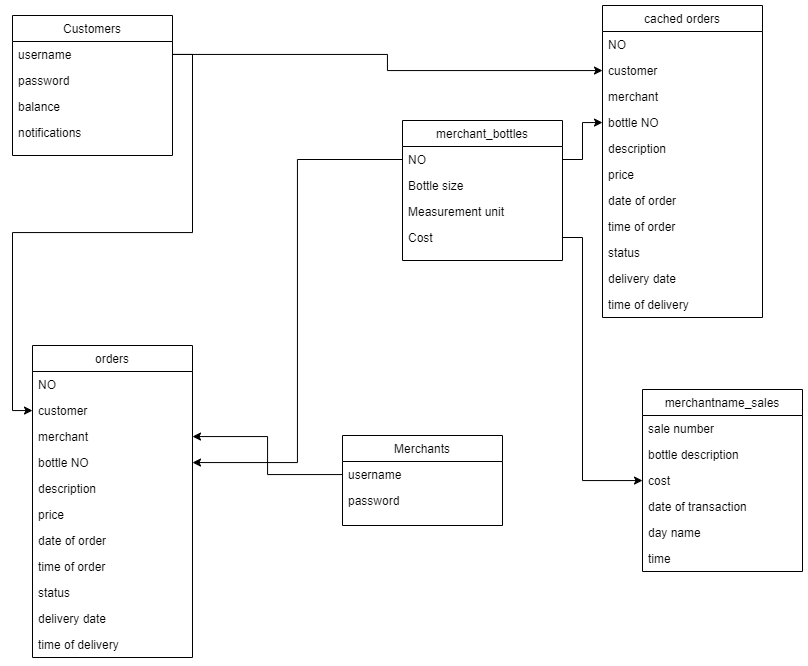 Customers
username
password
balance
notifications
cached orders
NO
customer
merchant
bottle NO
description
price
date of order
time of order
status
delivery date
time of delivery
merchant_bottles
NO
Bottle size
Measurement unit
Cost
orders
NO
customer
merchant
bottle NO
description
price
date of order
time of order
status
delivery date
time of delivery
Merchants
username
password
merchantname_sales
sale number
bottle description
cost
date of transaction
day name
time